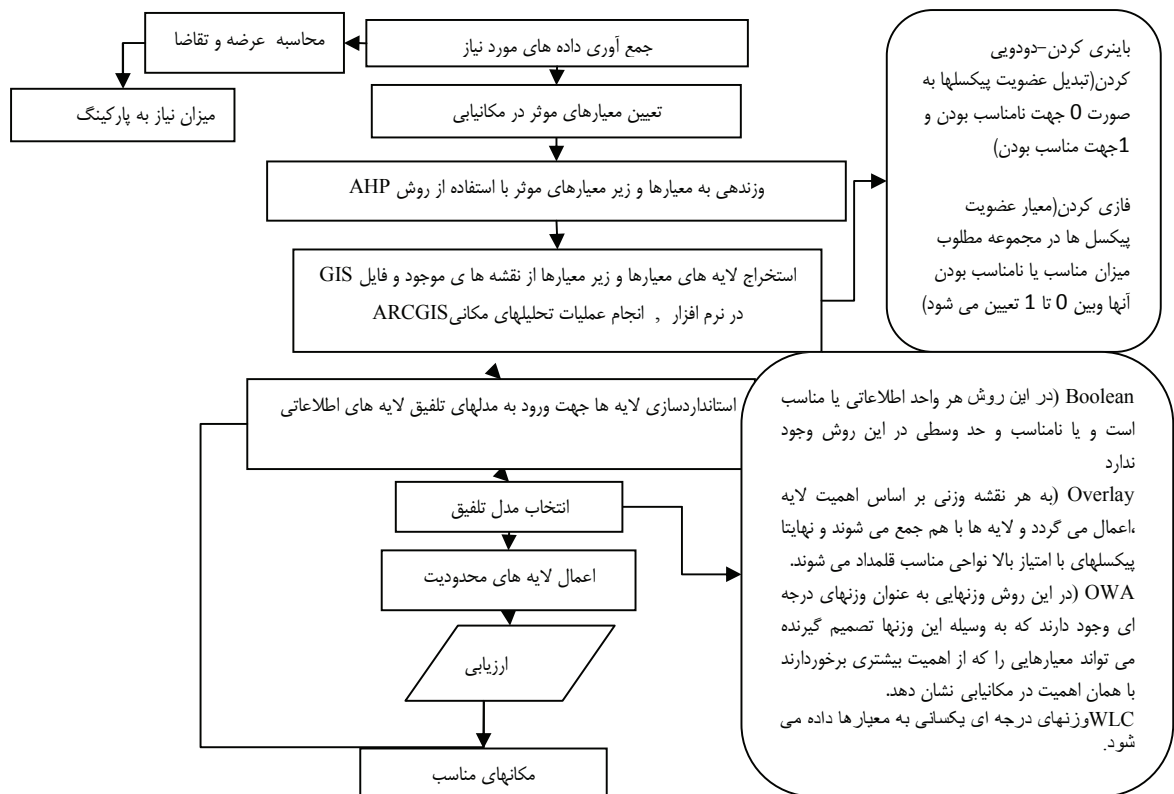 جمع آوری داده های مورد نیاز
محاسبه عرضه و تقاضا
میزان نیاز به پارکینگ
تعیین معیارهای موثر در مکانیابی
وزندهی به معیارها و زیر معیارهای موثر با استفاده از روش AHP
استخراج لایه های معیارها و زیر معیارها از نقشه ها ی موجود و فایل GIS
در نرم افزار , انجام عملیات تحلیلهای مکانیARCGIS
باینری کردن-دودویی
کردن(تبدیل عضویت پیکسلها به
صورت 0 جهت نامناسب بودن و
1جهت مناسب بودن)
فازی کردن(معیار عضویت
پیکسل ها در مجموعه مطلوب
میزان مناسب یا نامناسب بودن
آنها وبین 0 تا 1 تعیین می شود)
استانداردسازی لایه ها جهت ورود به مدلهای تلفیق لایه های اطلاعاتی
انتخاب مدل تلفیق
Boolean (در این روش هر واحد اطلاعاتی یا مناسب
است و یا نامناسب و حد وسطی در این روش وجود
ندارد
Overlay (به هر نقشه وزنی بر اساس اهمیت لایه
،اعمال می گردد و لایه ها با هم جمع می شوند و نهایتا
پیکسلهای با امتیاز بالا نواحی مناسب قلمداد می شوند.
OWA (در این روش وزنهایی به عنوان وزنهای درجه
ای وجود دارند که به وسیله این وزنها تصمیم گیرنده
می تواند معیارهایی را که از اهمیت بیشتری برخوردارند
با همان اهمیت در مکانیابی نشان دهد.
WLCوزنهای درجه ای یکسانی به معیارها داده می
شود.
اعمال لایه های محدودیت
ارزیابی
مکانهای مناسب